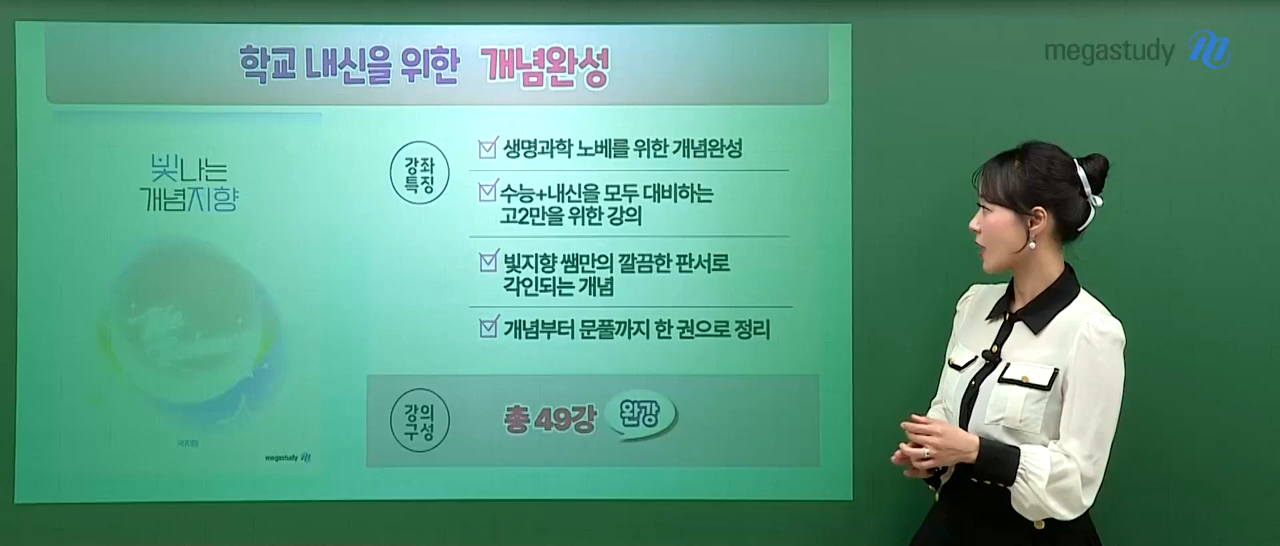 학교 내신을 위한 개념완성
megastudy
빛나는
개념지향
강좌
특징
생명과학 노베를 위한 개념완성
수능+내신을 모두 대비하는
고2만을 위한 강의
빛지향 쌤만의 깔끔한 판서로
각인되는 개념
개념부터 문풀까지 한 권으로 정리
강의
구성
총 49강
완강
megastudy